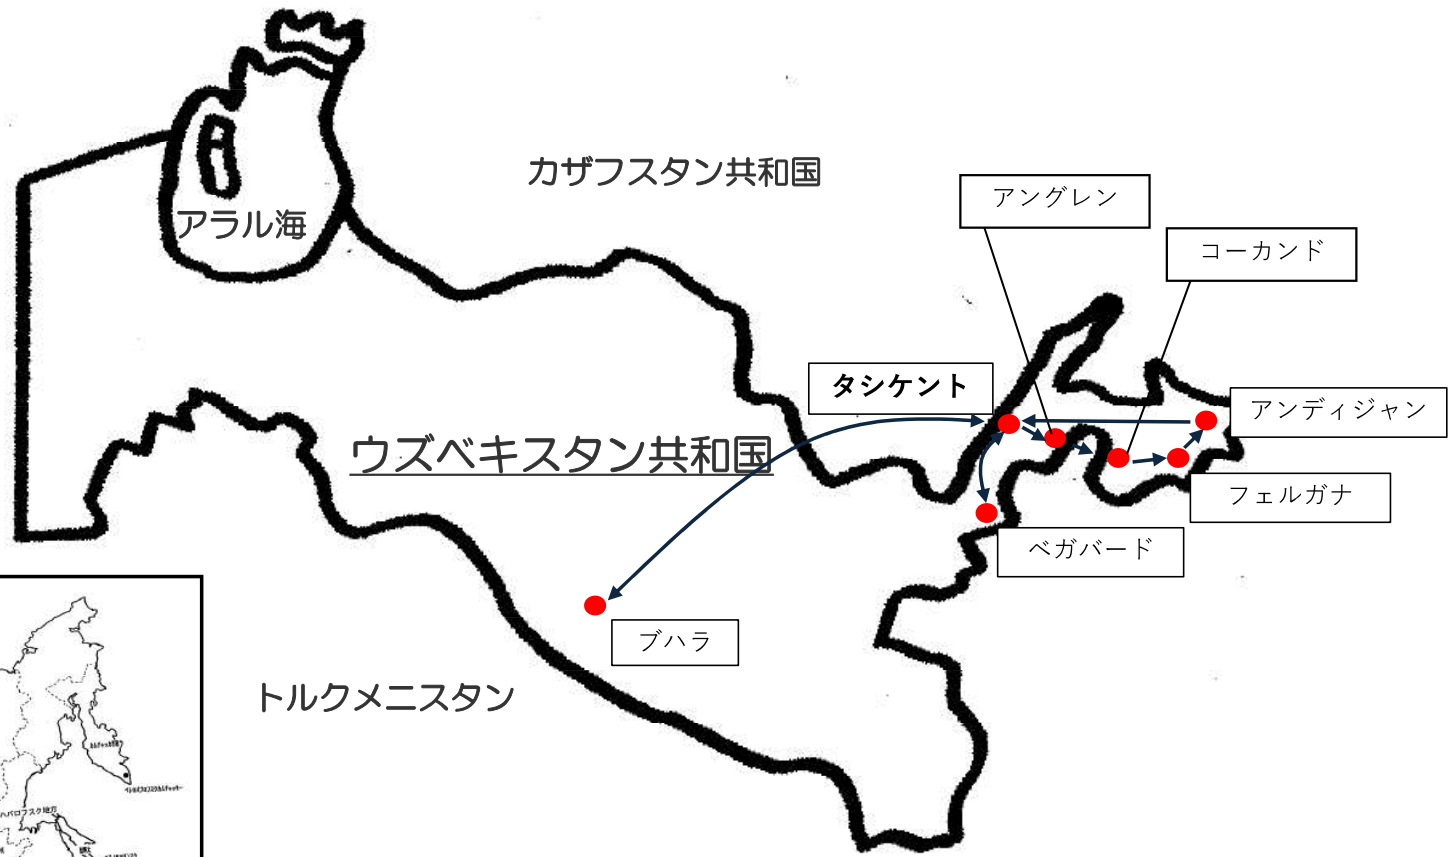 カザフスタン共和国
アングレン
アラル海
コーカンド
タシケント
アンディジャン
ウズベキスタン共和国
フェルガナ
ベガバード
ブハラ
トルクメニスタン